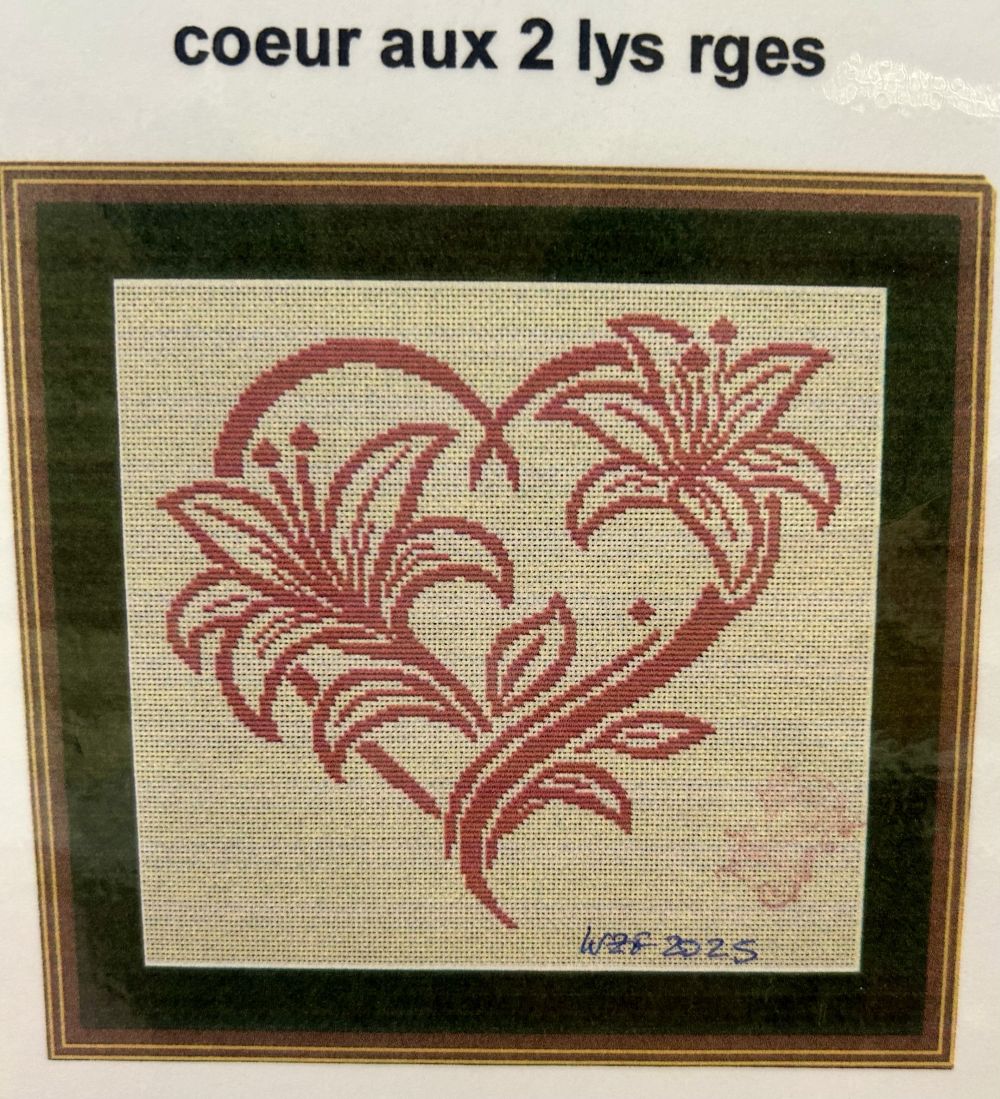 coeur aux 2 lys rges
WZF 2025